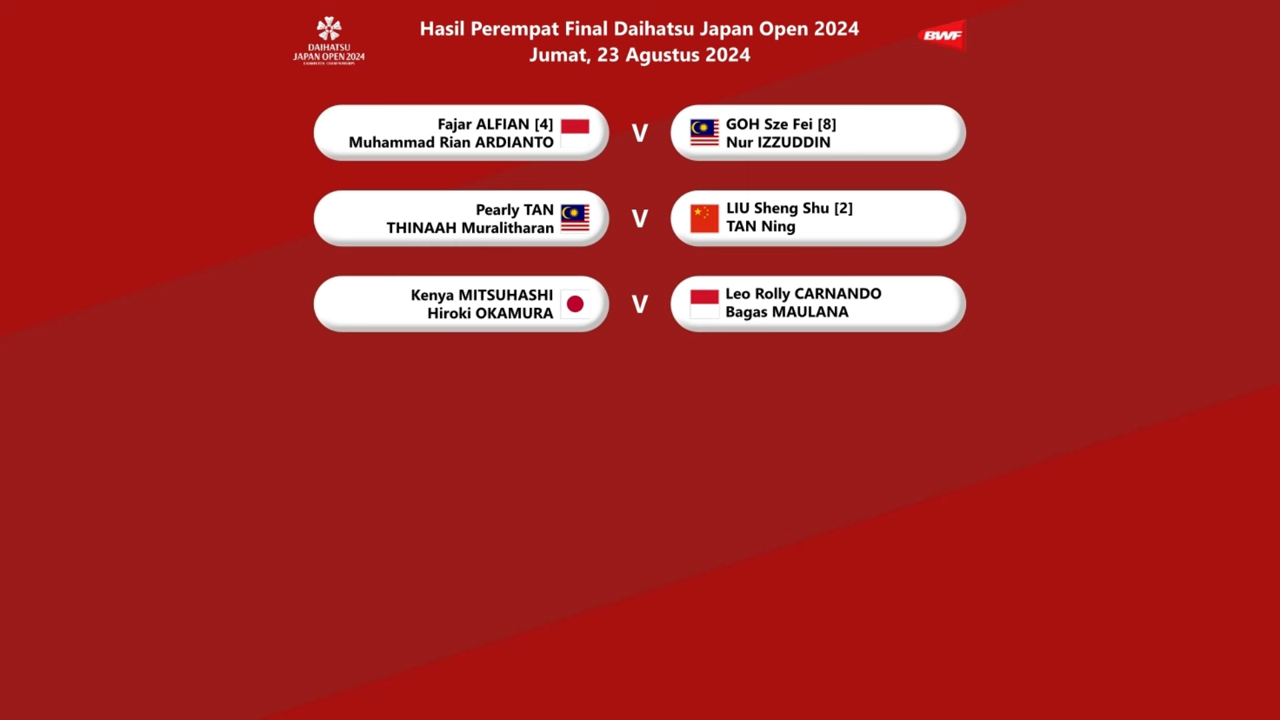 Hasil Perempat Final Daihatsu Japan Open 2024
Jumat, 23 Agustus 2024
DAIHATSU
JAPAN OPEN 2024
BWF
Fajar ALFIAN [4]
Muhammad Rian ARDIANTO
V
GOH Sze Fei [8]
Nur IZZUDDIN
Pearly TAN
THINAAH Muralitharan
V
LIU Sheng Shu [2]
TAN Ning
Kenya MITSUHASHI
Hiroki OKAMURA
V
Leo Rolly CARNANDO
Bagas MAULANA